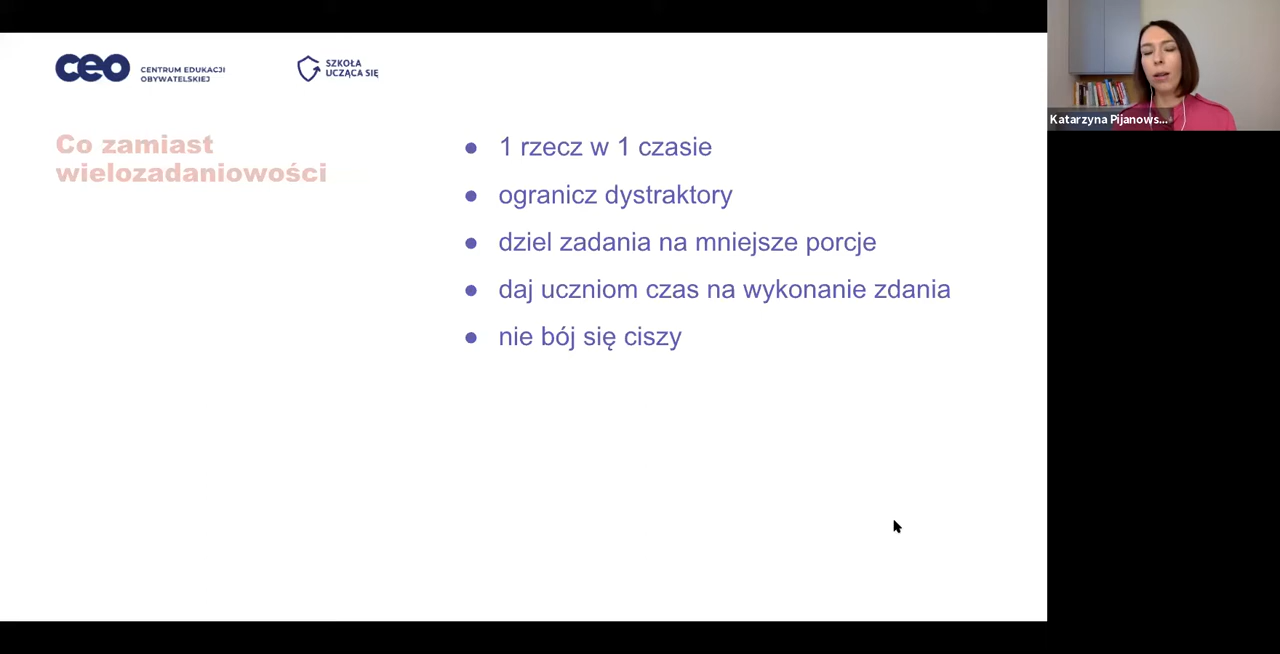 ceo
CENTRUM EDUKACJI
OBYWATELSKIEJ
SZKOŁA
UCZĄCA SIĘ
Co zamiast
wielozadaniowości
● 1 rzecz w 1 czasie
● ogranicz dystraktory
● dziel zadania na mniejsze porcje
● daj uczniom czas na wykonanie zdania
● nie bój się ciszy
Katarzyna Pijanows...